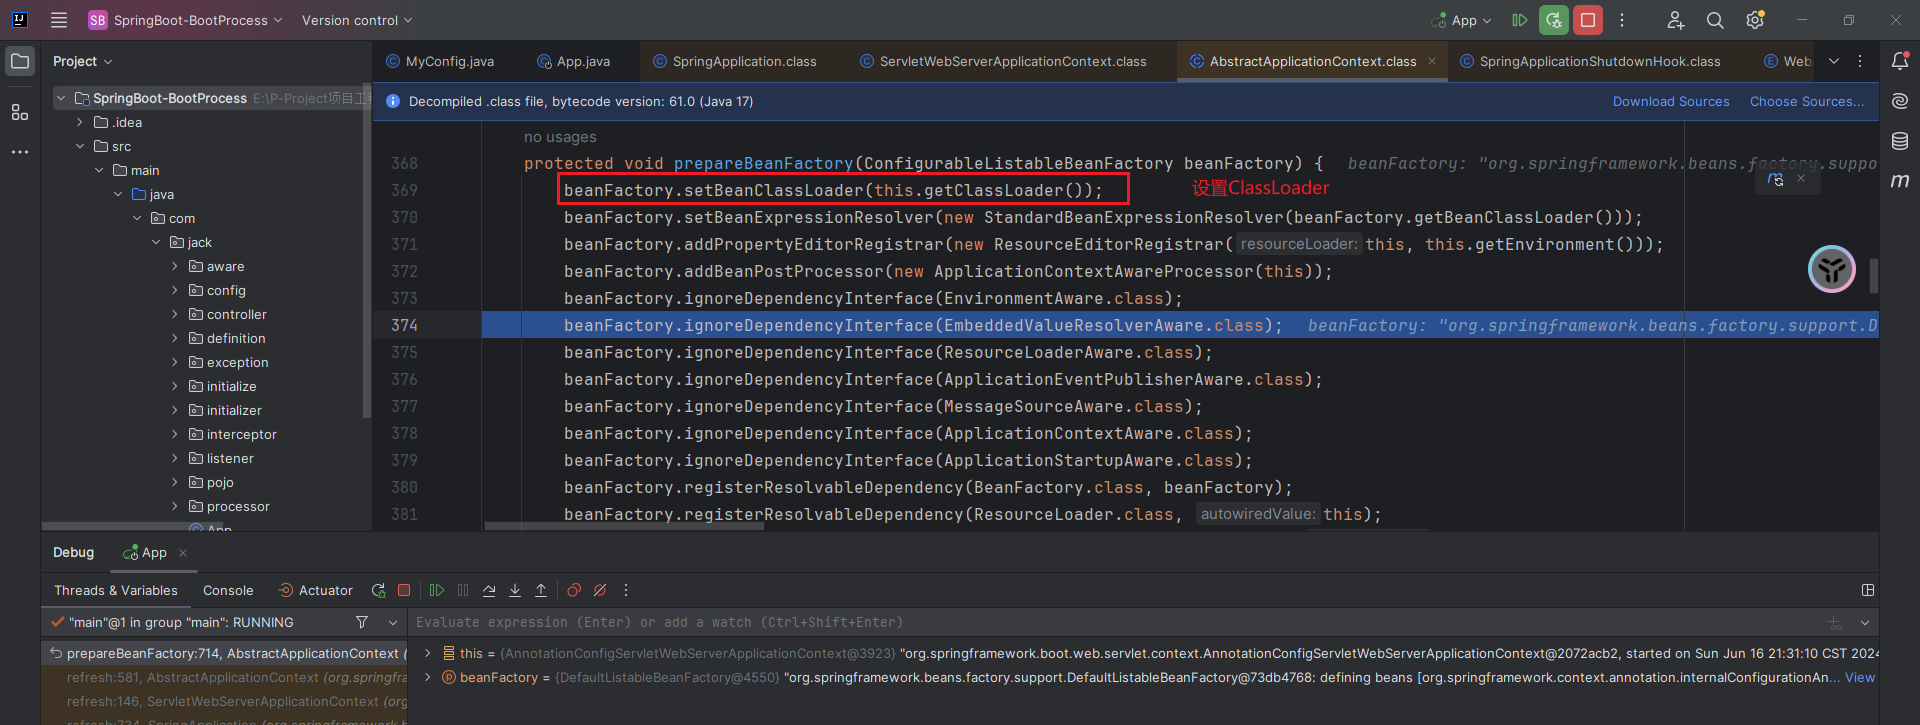 SB SpringBoot-BootProcess Version control App
Project MyConfig.java App.java SpringApplication.class ServletWebServerApplicationContext.class AbstractApplicationContext.class SpringApplicationShutdownHook.class Web
SpringBoot-BootProcess E:\P-Project项目工
Decompiled .class file, bytecode version: 61.0 (Java 17) Download Sources Choose Sources...
.idea
src
main
java
com
jack
aware
config
controller
definition
exception
initialize
initializer
interceptor
listener
pojo
processor
App
no usages
368 protected void prepareBeanFactory(ConfigurableListableBeanFactory beanFactory) { beanFactory: "org.springframework.beans.factory.suppo
369 beanFactory.setBeanClassLoader(this.getClassLoader()); 设置ClassLoader
370 beanFactory.setBeanExpressionResolver(new StandardBeanExpressionResolver(beanFactory.getBeanClassLoader()));
371 beanFactory.addPropertyEditorRegistrar(new ResourceEditorRegistrar( resourceLoader: this, this.getEnvironment()));
372 beanFactory.addBeanPostProcessor(new ApplicationContextAwareProcessor(this));
373 beanFactory.ignoreDependencyInterface(EnvironmentAware.class);
374 beanFactory.ignoreDependencyInterface(EmbeddedValueResolverAware.class); beanFactory: "org.springframework.beans.factory.support.D
375 beanFactory.ignoreDependencyInterface(ResourceLoaderAware.class);
376 beanFactory.ignoreDependencyInterface(ApplicationEventPublisherAware.class);
377 beanFactory.ignoreDependencyInterface(MessageSourceAware.class);
378 beanFactory.ignoreDependencyInterface(ApplicationContextAware.class);
379 beanFactory.ignoreDependencyInterface(ApplicationStartupAware.class);
380 beanFactory.registerResolvableDependency(BeanFactory.class, beanFactory);
381 beanFactory.registerResolvableDependency(ResourceLoader.class, autowiredValue: this);
Debug App
Threads & Variables Console Actuator
"main"@1 in group "main": RUNNING
Evaluate expression (Enter) or add a watch (Ctrl+Shift+Enter)
prepareBeanFactory:714, AbstractApplicationContext (
refresh:581, AbstractApplicationContext (org.springfra
refresh:146, ServletWebServerApplicationContext (org
refresh:734, SpringApplication (org.springframework.b
this = {AnnotationConfigServletWebServerApplicationContext@3923} "org.springframework.boot.web.servlet.context.AnnotationConfigServletWebServerApplicationContext@2072acb2, started on Sun Jun 16 21:31:10 CST 2024
beanFactory = {DefaultListableBeanFactory@4550} "org.springframework.beans.factory.support.DefaultListableBeanFactory@73db4768: defining beans [org.springframework.context.annotation.internalConfigurationAn... View